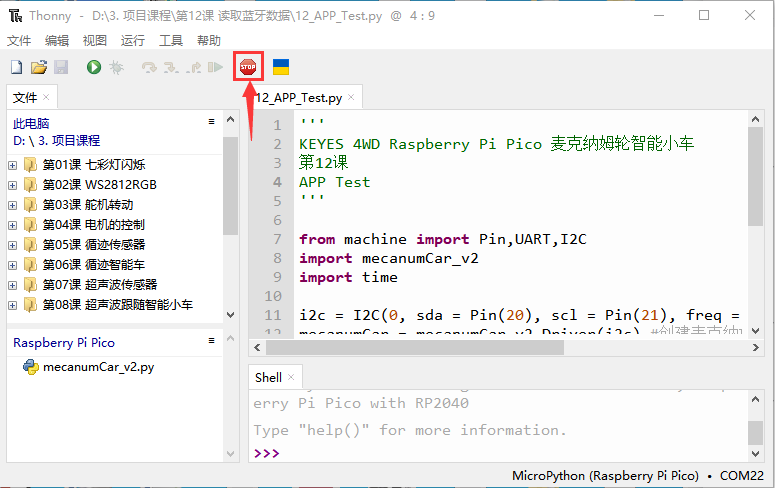 Thonny - D:\3. 项目课程\第12课 读取蓝牙数据\12_APP_Test.py @ 4 : 9
文件 编辑 视图 运行 工具 帮助
STOP
文件 ×
此电脑
D: \ 3. 项目课程
第01课 七彩灯闪烁
第02课 WS2812RGB
第03课 舵机转动
第04课 电机的控制
第05课 循迹传感器
第06课 循迹智能车
第07课 超声波传感器
第08课 超声波跟随智能小车
Raspberry Pi Pico
mecanumCar_v2.py
12_APP_Test.py ×
1 '''
2 KEYES 4WD Raspberry Pi Pico 麦克纳姆轮智能小车
3 第12课
4 APP Test
5 '''
6
7 from machine import Pin,UART,I2C
8 import mecanumCar_v2
9 import time
10
11 i2c = I2C(0, sda = Pin(20), scl = Pin(21), freq =
12 mecanumCar = mecanumCar_v2.Driver(i2c) #创建麦克纳
Shell ×
erry Pi Pico with RP2040
Type "help()" for more information.
>>>
MicroPython (Raspberry Pi Pico) • COM22